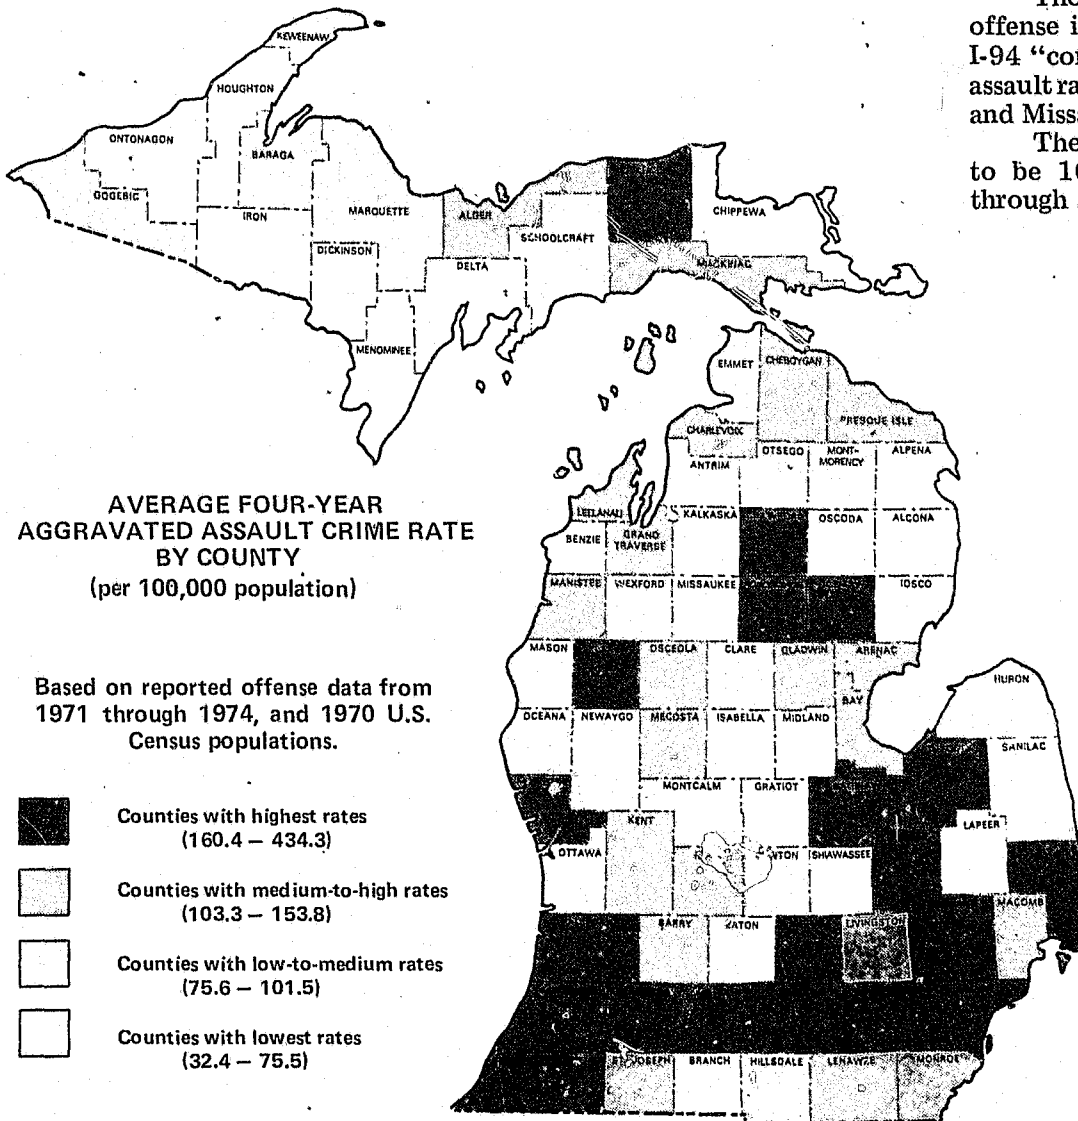 The
offense i
I-94 “cor
assault ra
and Missa
The
to be 10
through
KEWEENAW
HOUGHTON
ONTONAGON
BARAGA
GOGEBIC
IRON
MARQUETTE
ALGER
CHIPPEWA
SCHOOLCRAFT
DICKINSON
DELTA
MACKINAC
MENOMINEE
EMMET
CHEBOYGAN
PRESQUE ISLE
CHARLEVOIX
OTSEGO
MONT-
MORENCY
ALPENA
ANTRIM
AVERAGE FOUR-YEAR
AGGRAVATED ASSAULT CRIME RATE
BY COUNTY
(per 100,000 population)
LEELANAU
KALKASKA
OSCODA
ALCONA
BENZIE
GRAND
TRAVERSE
MANISTEE
WEXFORD
MISSAUKEE
IOSCO
MASON
OSCEOLA
CLARE
GLADWIN
ARENAC
HURON
Based on reported offense data from
1971 through 1974, and 1970 U.S.
Census populations.
BAY
OCEANA
NEWAYGO
MECOSTA
ISABELLA
MIDLAND
SANILAC
MONTCALM
GRATIOT
Counties with highest rates
(160.4 – 434.3)
KENT
LAPEER
OTTAWA
NTON
SHIAWASSEE
Counties with medium-to-high rates
(103.3 – 153.8)
MACOMB
BARRY
EATON
LIVINGSTON
Counties with low-to-medium rates
(75.6 – 101.5)
Counties with lowest rates
(32.4 – 75.5)
ST. JOSEPH
BRANCH
HILLSDALE
LENAWEE
MONROE